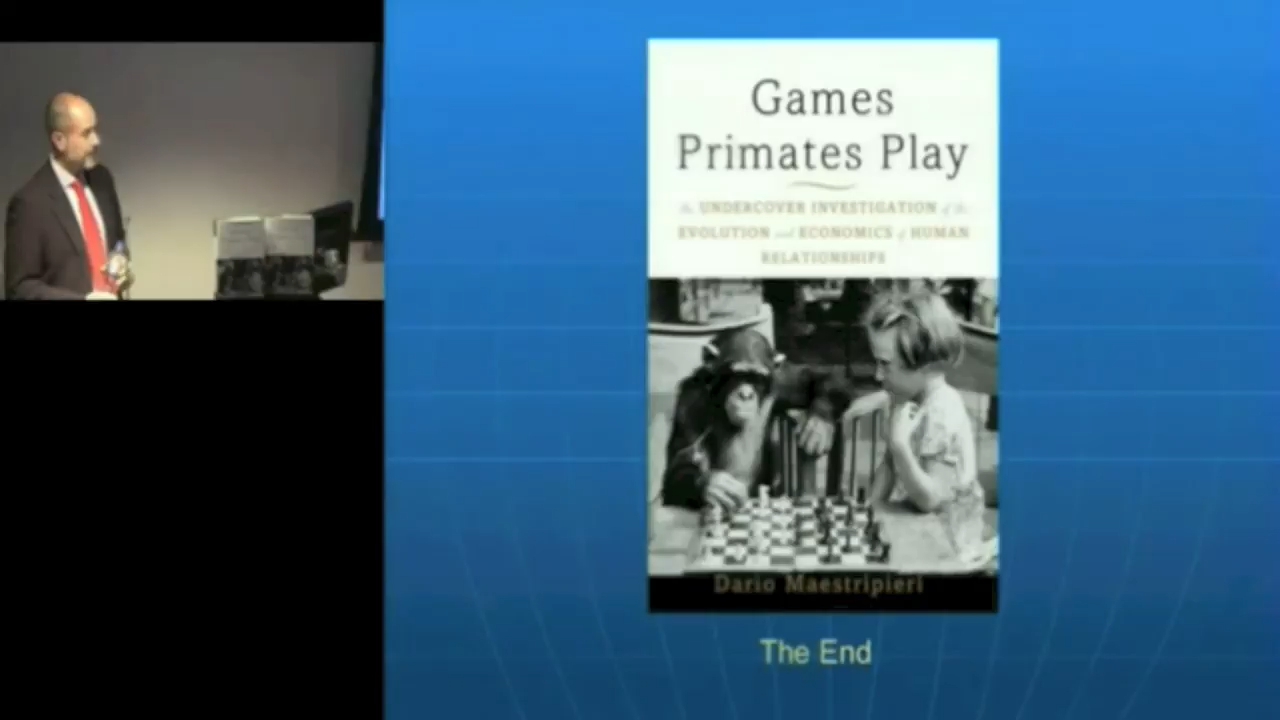 Games
Primates Play
An UNDERCOVER INVESTIGATION of the
EVOLUTION and ECONOMICS of HUMAN
RELATIONSHIPS
Dario Maestripieri
The End